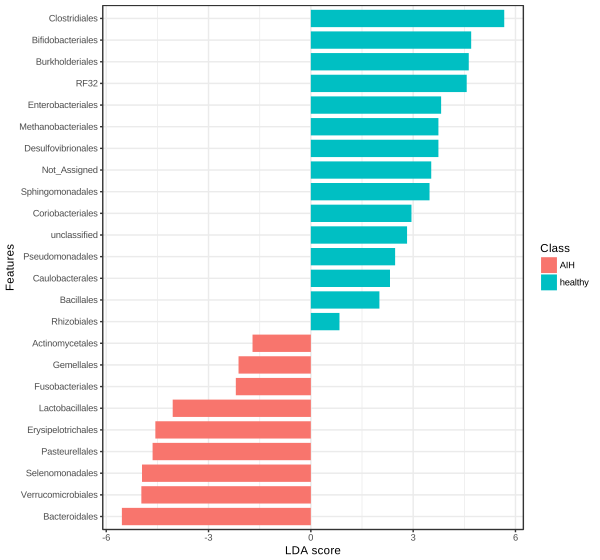 Clostridiales
Bifidobacteriales
Burkholderiales
RF32
Enterobacteriales
Methanobacteriales
Desulfovibrionales
Not_Assigned
Sphingomonadales
Coriobacteriales
unclassified
Pseudomonadales
Caulobacterales
Bacillales
Rhizobiales
Actinomycetales
Gemellales
Fusobacteriales
Lactobacillales
Erysipelotrichales
Pasteurellales
Selenomonadales
Verrucomicrobiales
Bacteroidales
Features
-6 -3 0 3 6
LDA score
Class
AIH
healthy